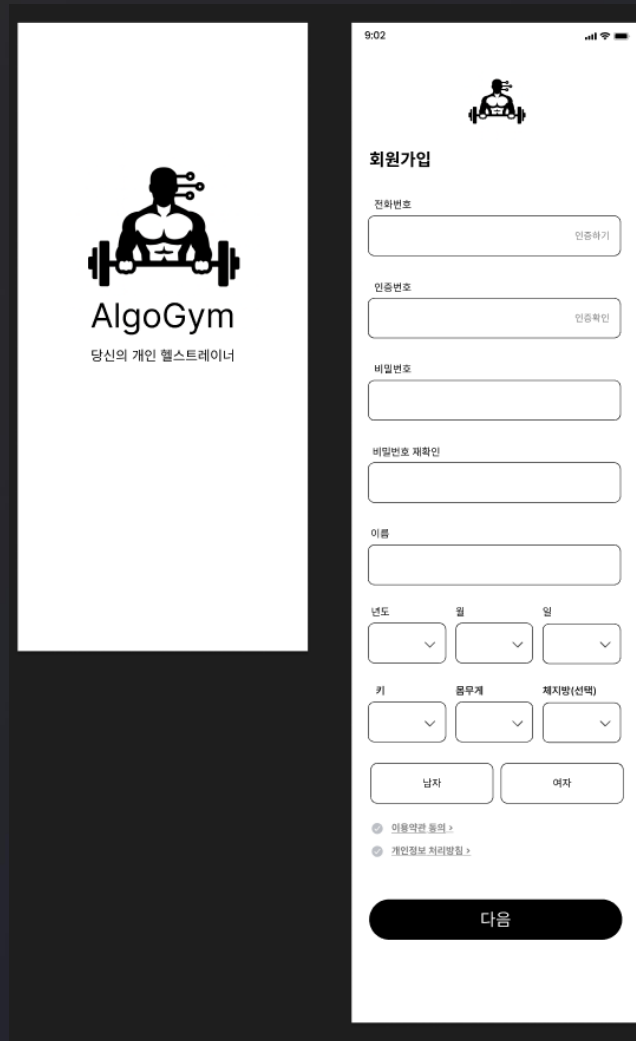 AlgoGym
당신의 개인 헬스트레이너
9:02
회원가입
전화번호
인증하기
인증번호
인증확인
비밀번호
비밀번호 재확인
이름
년도 월 일
키 몸무게 체지방(선택)
남자 여자
이용약관 동의 >
개인정보 처리방침 >
다음